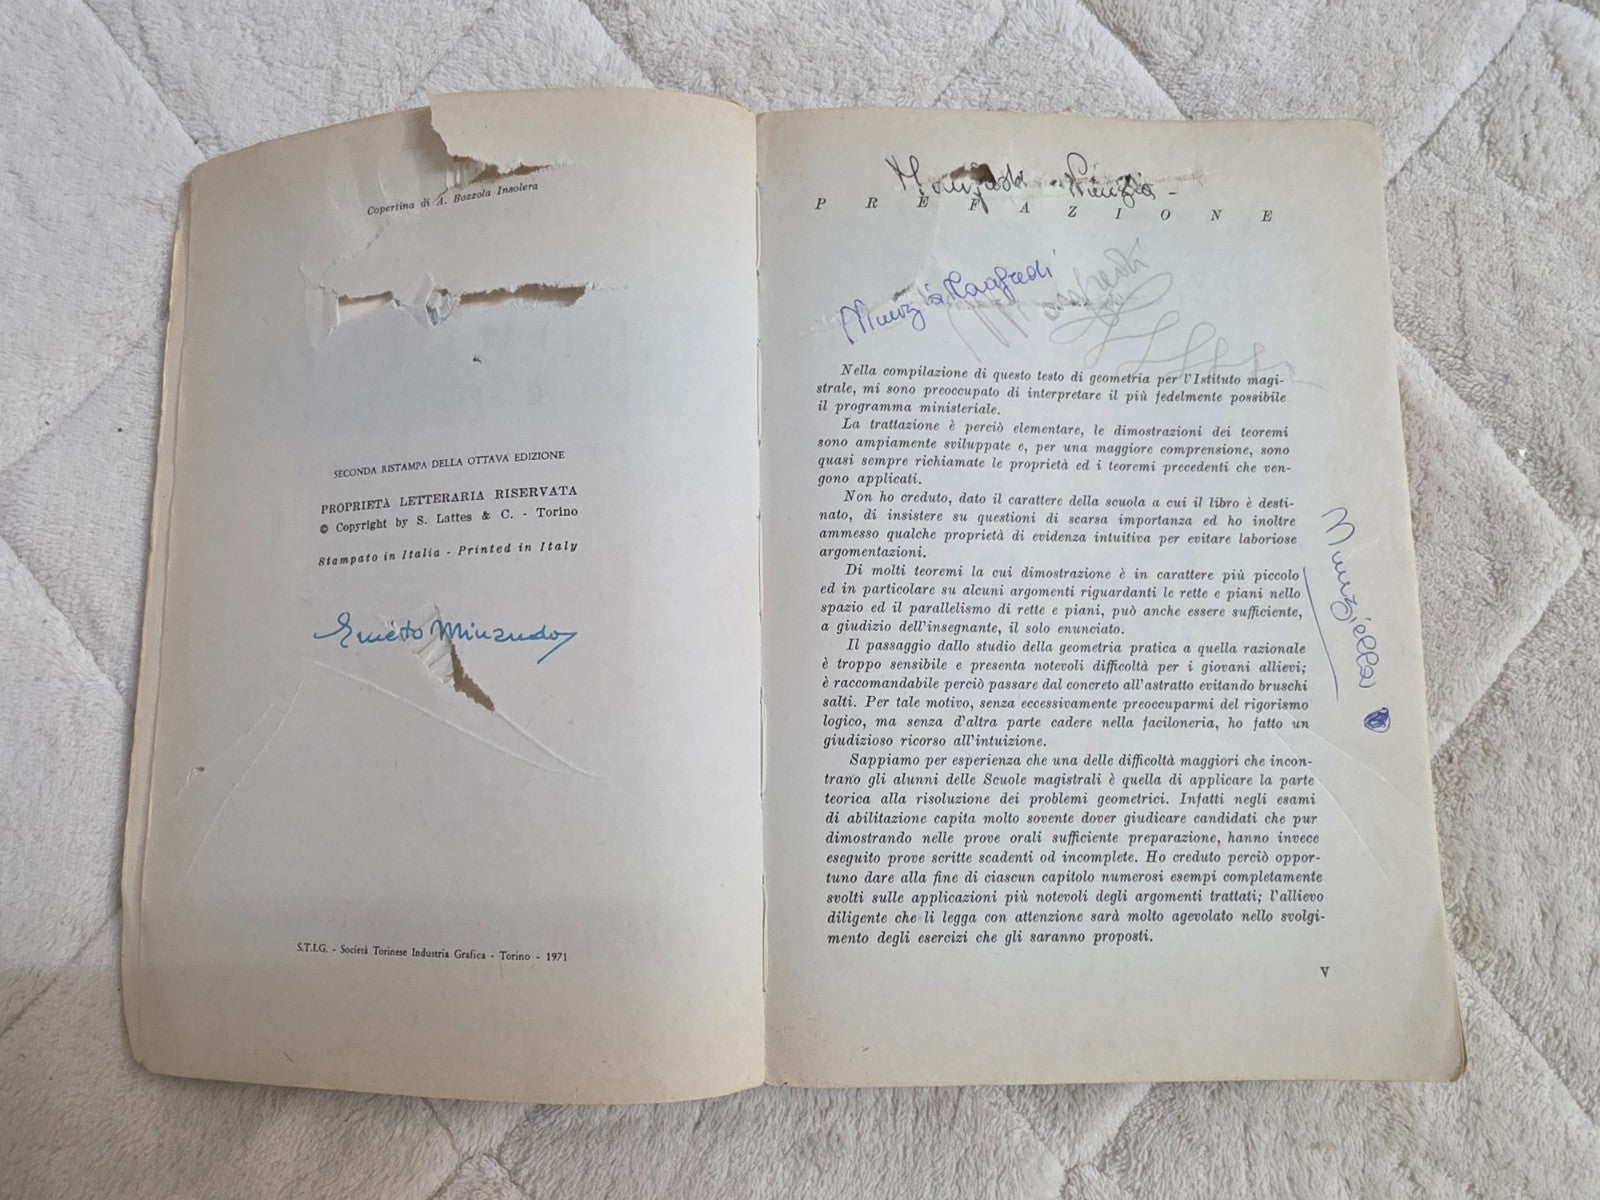 Copertina di A. Bozzola Insolera
SECONDA RISTAMPA DELLA OTTAVA EDIZIONE
PROPRIETÀ LETTERARIA RISERVATA
© Copyright by S. Lattes & C. - Torino
Stampato in Italia - Printed in Italy
S.T.I.G. - Società Torinese Industria Grafica - Torino - 1971
Manfredi Nunzia -
PREFAZIONE
Nunzia Manfredi
Manfredi
Nella compilazione di questo testo di geometria per l'Istituto magi-
strale, mi sono preoccupato di interpretare il più fedelmente possibile
il programma ministeriale.
La trattazione è perciò elementare, le dimostrazioni dei teoremi
sono ampiamente sviluppate e, per una maggiore comprensione, sono
quasi sempre richiamate le proprietà ed i teoremi precedenti che ven-
gono applicati.
Non ho creduto, dato il carattere della scuola a cui il libro è desti-
nato, di insistere su questioni di scarsa importanza ed ho inoltre
ammesso qualche proprietà di evidenza intuitiva per evitare laboriose
argomentazioni.
Di molti teoremi la cui dimostrazione è in carattere più piccolo
ed in particolare su alcuni argomenti riguardanti le rette e piani nello
spazio ed il parallelismo di rette e piani, può anche essere sufficiente,
a giudizio dell'insegnante, il solo enunciato.
Il passaggio dallo studio della geometria pratica a quella razionale
è troppo sensibile e presenta notevoli difficoltà per i giovani allievi;
è raccomandabile perciò passare dal concreto all'astratto evitando bruschi
salti. Per tale motivo, senza eccessivamente preoccuparmi del rigorismo
logico, ma senza d'altra parte cadere nella faciloneria, ho fatto un
giudizioso ricorso all'intuizione.
Sappiamo per esperienza che una delle difficoltà maggiori che incon-
trano gli alunni delle Scuole magistrali è quella di applicare la parte
teorica alla risoluzione dei problemi geometrici. Infatti negli esami
di abilitazione capita molto sovente dover giudicare candidati che pur
dimostrando nelle prove orali sufficiente preparazione, hanno invece
eseguito prove scritte scadenti od incomplete. Ho creduto perciò oppor-
tuno dare alla fine di ciascun capitolo numerosi esempi completamente
svolti sulle applicazioni più notevoli degli argomenti trattati; l'allievo
diligente che li legga con attenzione sarà molto agevolato nello svolgi-
mento degli esercizi che gli saranno proposti.
Nunziella
V